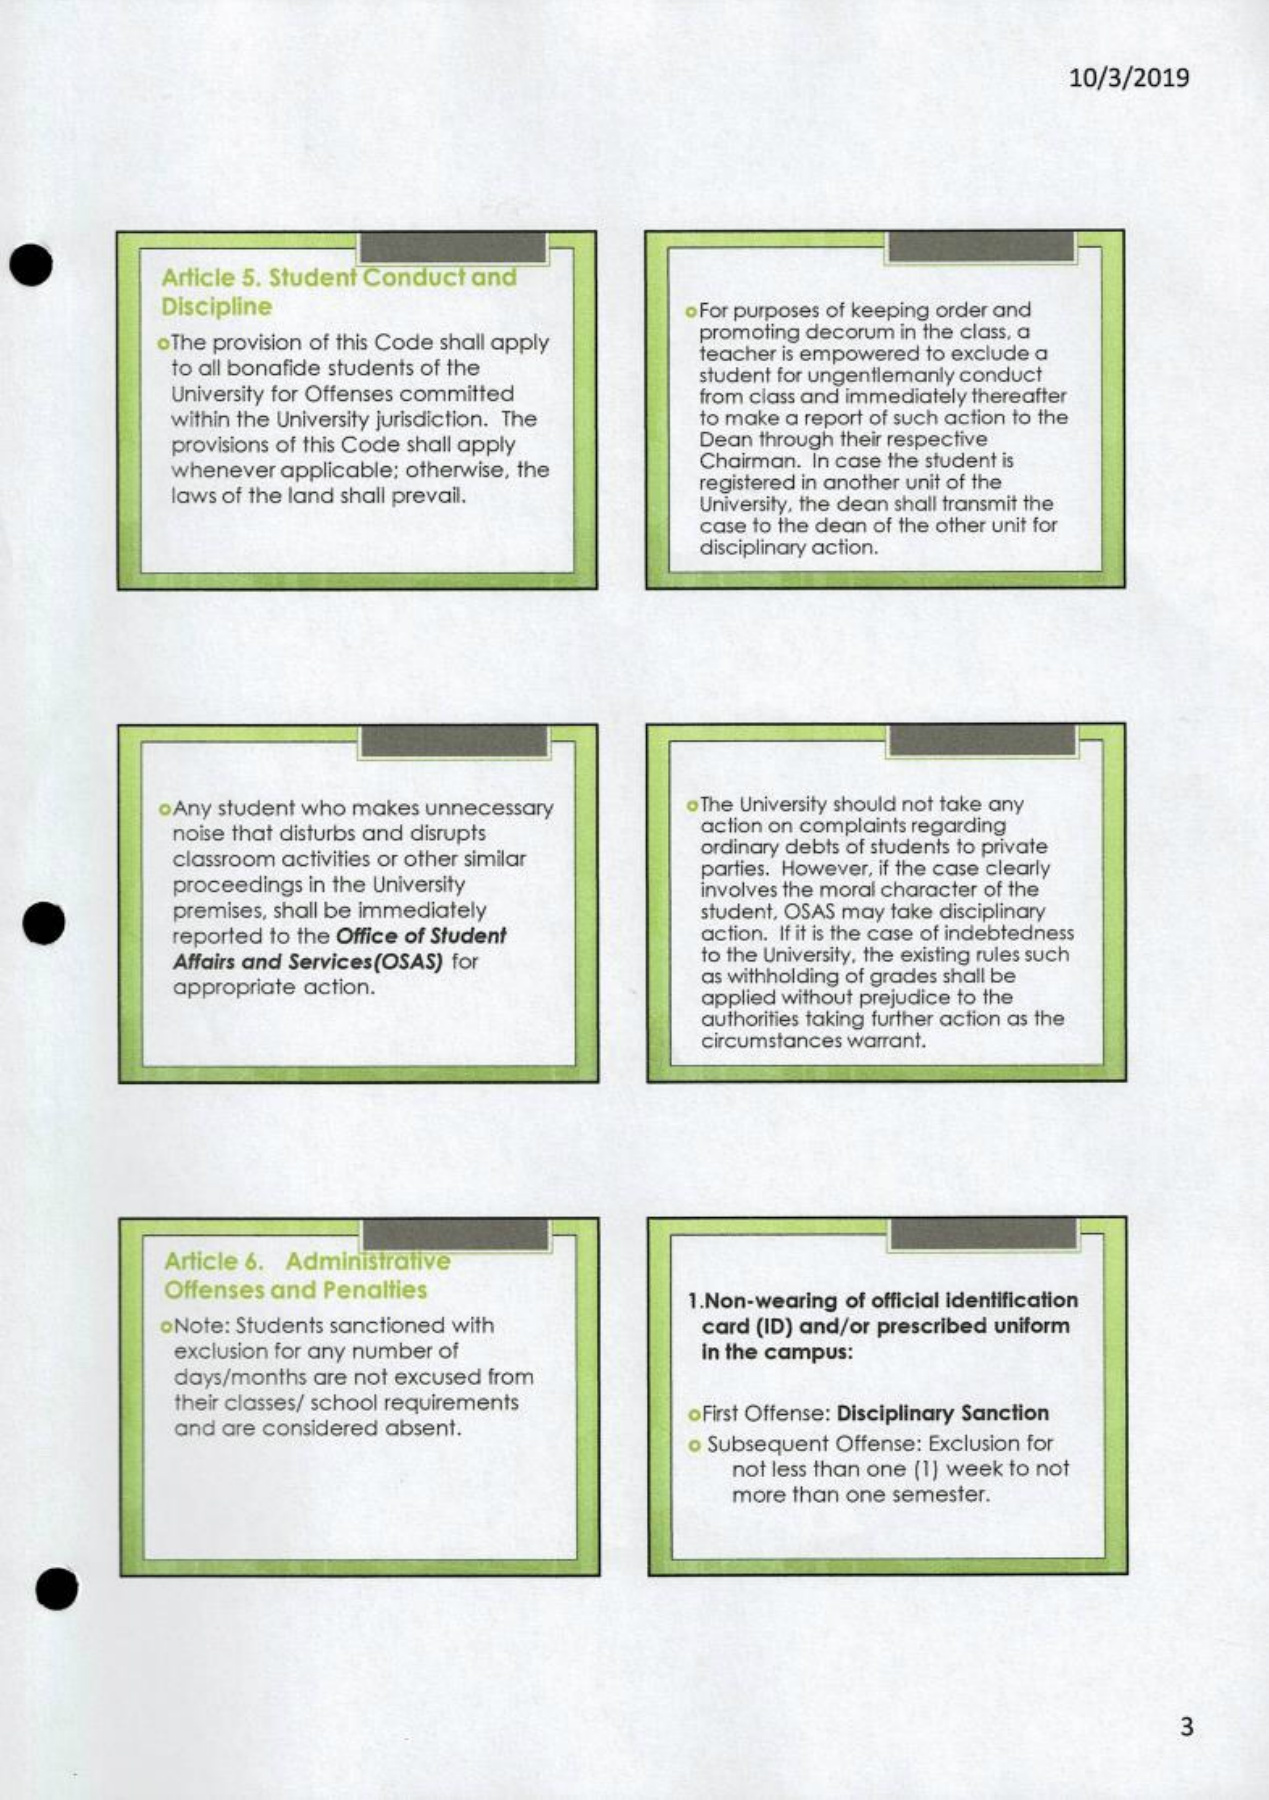 10/3/2019
Article 5. Student Conduct and
Discipline
The provision of this Code shall apply
to all bonafide students of the
University for Offenses committed
within the University jurisdiction. The
provisions of this Code shall apply
whenever applicable; otherwise, the
laws of the land shall prevail.
For purposes of keeping order and
promoting decorum in the class, a
teacher is empowered to exclude a
student for ungentlemanly conduct
from class and immediately thereafter
to make a report of such action to the
Dean through their respective
Chairman. In case the student is
registered in another unit of the
University, the dean shall transmit the
case to the dean of the other unit for
disciplinary action.
Any student who makes unnecessary
noise that disturbs and disrupts
classroom activities or other similar
proceedings in the University
premises, shall be immediately
reported to the Office of Student
Affairs and Services(OSAS) for
appropriate action.
The University should not take any
action on complaints regarding
ordinary debts of students to private
parties. However, if the case clearly
involves the moral character of the
student, OSAS may take disciplinary
action. If it is the case of indebtedness
to the University, the existing rules such
as withholding of grades shall be
applied without prejudice to the
authorities taking further action as the
circumstances warrant.
Article 6. Administrative
Offenses and Penalties
Note: Students sanctioned with
exclusion for any number of
days/months are not excused from
their classes/ school requirements
and are considered absent.
1.Non-wearing of official identification
card (ID) and/or prescribed uniform
in the campus:
First Offense: Disciplinary Sanction
Subsequent Offense: Exclusion for
not less than one (1) week to not
more than one semester.
3